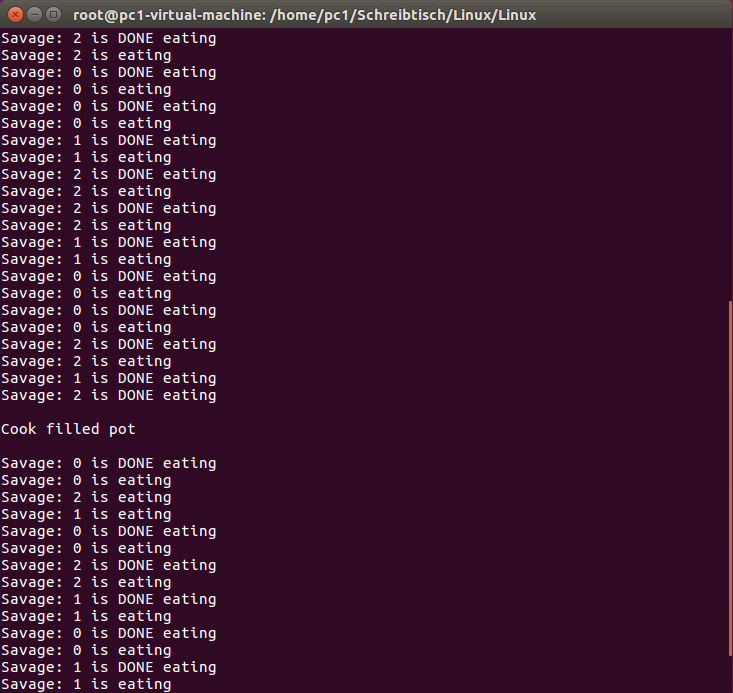 root@pc1-virtual-machine: /home/pc1/Schreibtisch/Linux/Linux
Savage: 2 is DONE eating
Savage: 2 is eating
Savage: 0 is DONE eating
Savage: 0 is eating
Savage: 0 is DONE eating
Savage: 0 is eating
Savage: 1 is DONE eating
Savage: 1 is eating
Savage: 2 is DONE eating
Savage: 2 is eating
Savage: 2 is DONE eating
Savage: 2 is eating
Savage: 1 is DONE eating
Savage: 1 is eating
Savage: 0 is DONE eating
Savage: 0 is eating
Savage: 0 is DONE eating
Savage: 0 is eating
Savage: 2 is DONE eating
Savage: 2 is eating
Savage: 1 is DONE eating
Savage: 2 is DONE eating
Cook filled pot
Savage: 0 is DONE eating
Savage: 0 is eating
Savage: 2 is eating
Savage: 1 is eating
Savage: 0 is DONE eating
Savage: 0 is eating
Savage: 2 is DONE eating
Savage: 2 is eating
Savage: 1 is DONE eating
Savage: 1 is eating
Savage: 0 is DONE eating
Savage: 0 is eating
Savage: 1 is DONE eating
Savage: 1 is eating